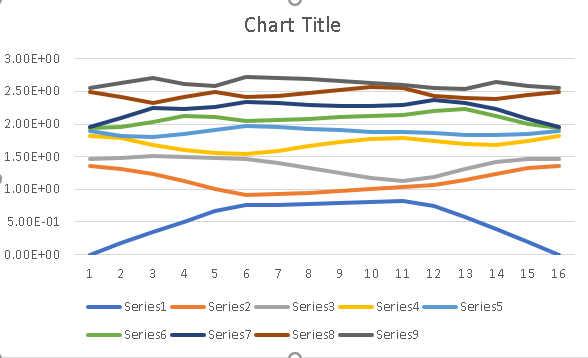 Chart Title
3.00E+00
2.50E+00
2.00E+00
1.50E+00
1.00E+00
5.00E-01
0.00E+00
1 2 3 4 5 6 7 8 9 10 11 12 13 14 15 16
Series1 Series2 Series3 Series4 Series5
Series6 Series7 Series8 Series9